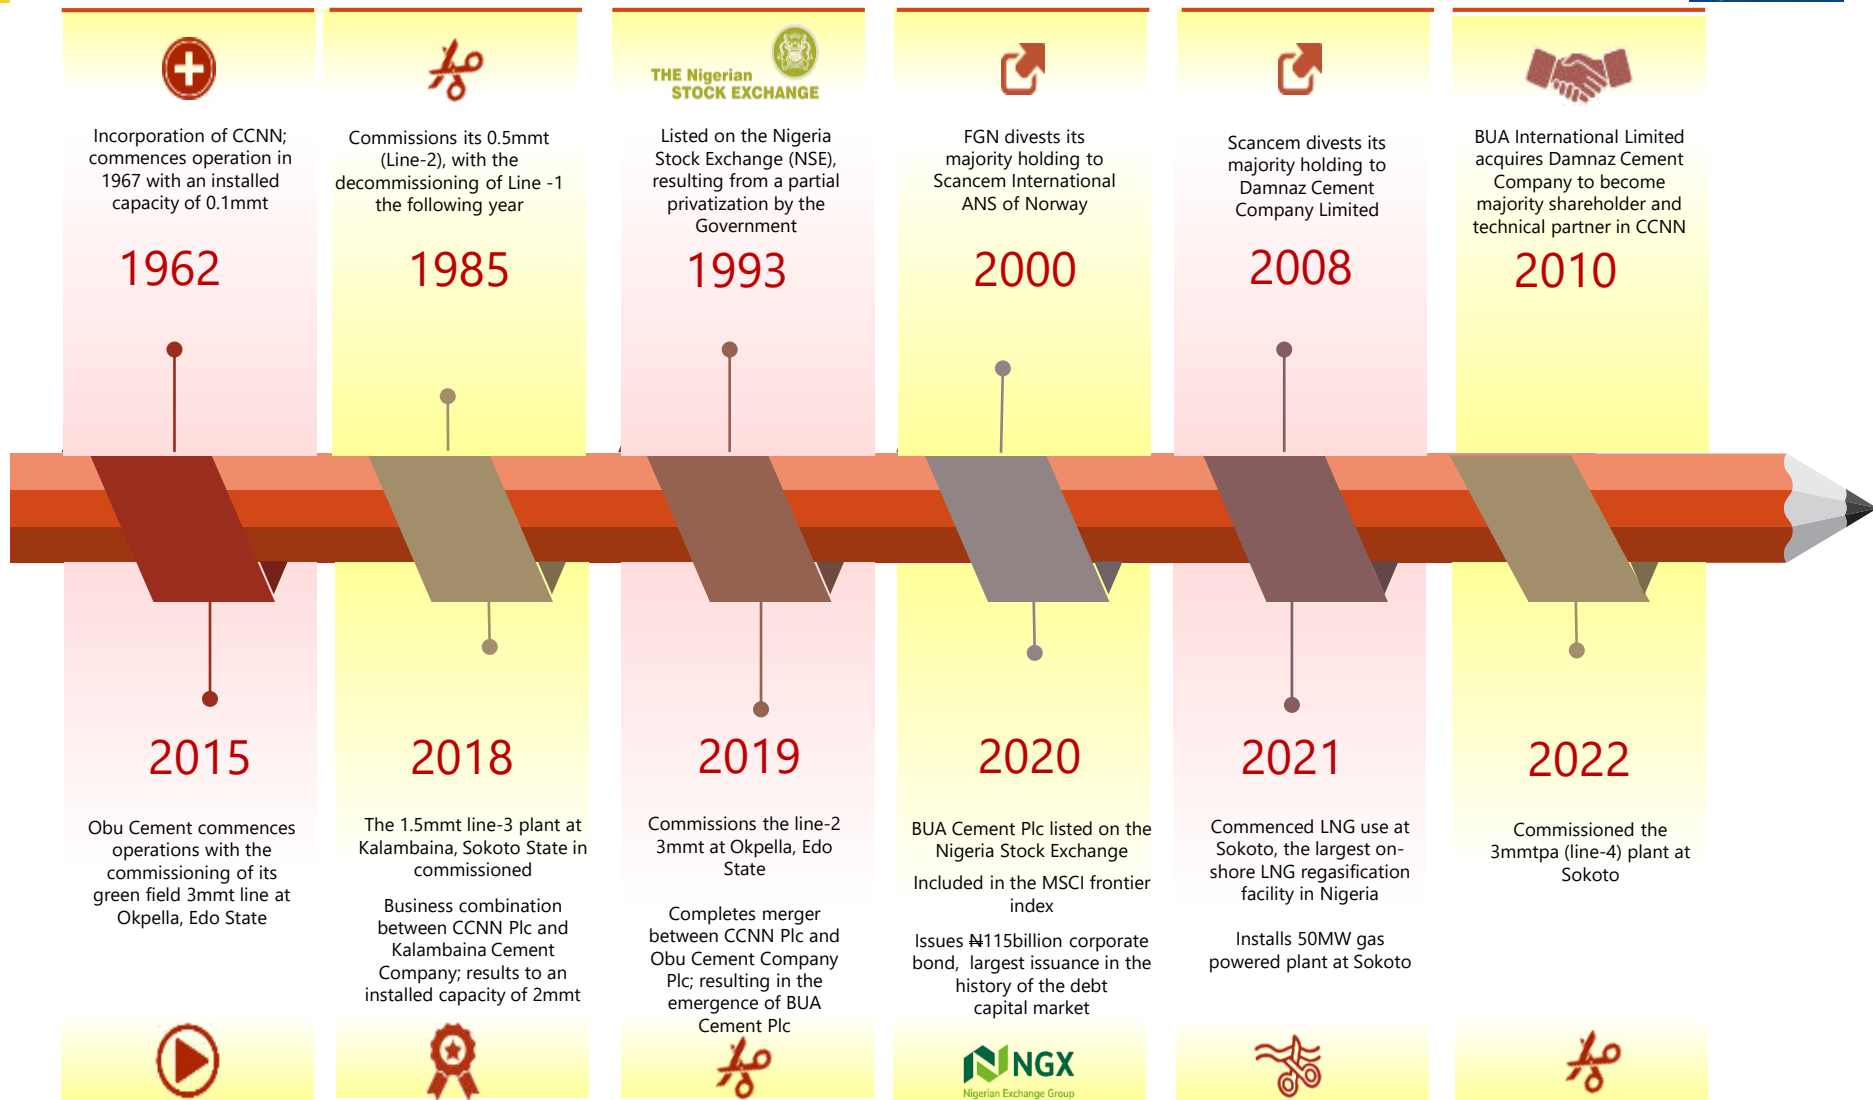 THE Nigerian
STOCK EXCHANGE
Incorporation of CCNN;
commences operation in
1967 with an installed
capacity of 0.1mmt
1962
Commissions its 0.5mmt
(Line-2), with the
decommissioning of Line -1
the following year
1985
Listed on the Nigeria
Stock Exchange (NSE),
resulting from a partial
privatization by the
Government
1993
FGN divests its
majority holding to
Scancem International
ANS of Norway
2000
Scancem divests its
majority holding to
Damnaz Cement
Company Limited
2008
BUA International Limited
acquires Damnaz Cement
Company to become
majority shareholder and
technical partner in CCNN
2010
2015
Obu Cement commences
operations with the
commissioning of its
green field 3mmt line at
Okpella, Edo State
2018
The 1.5mmt line-3 plant at
Kalambaina, Sokoto State in
commissioned
Business combination
between CCNN Plc and
Kalambaina Cement
Company; results to an
installed capacity of 2mmt
2019
Commissions the line-2
3mmt at Okpella, Edo
State
Completes merger
between CCNN Plc and
Obu Cement Company
Plc; resulting in the
emergence of BUA
Cement Plc
2020
BUA Cement Plc listed on the
Nigeria Stock Exchange
Included in the MSCI frontier
index
Issues ₦115billion corporate
bond, largest issuance in the
history of the debt
capital market
NGX
Nigerian Exchange Group
2021
Commenced LNG use at
Sokoto, the largest on-
shore LNG regasification
facility in Nigeria
Installs 50MW gas
powered plant at Sokoto
2022
Commissioned the
3mmtpa (line-4) plant at
Sokoto